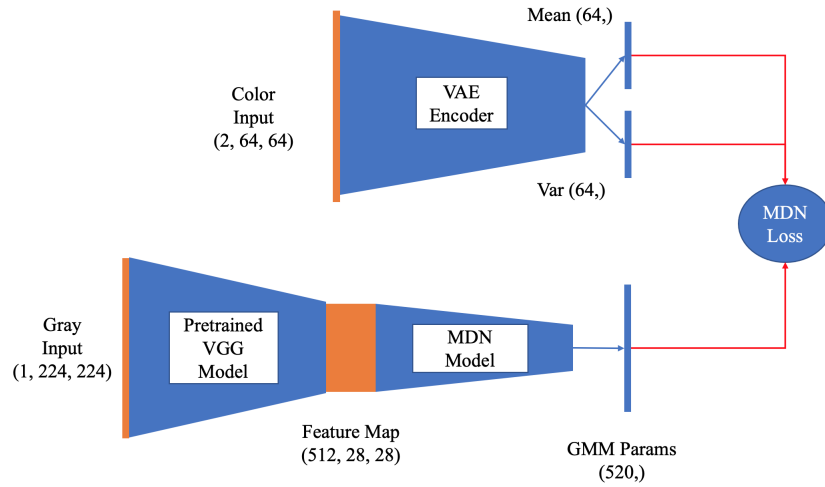 Mean (64,)
Color
Input
(2, 64, 64)
VAE
Encoder
Var (64,)
MDN
Loss
Gray
Input
(1, 224, 224)
Pretrained
VGG
Model
MDN
Model
Feature Map
(512, 28, 28)
GMM Params
(520,)